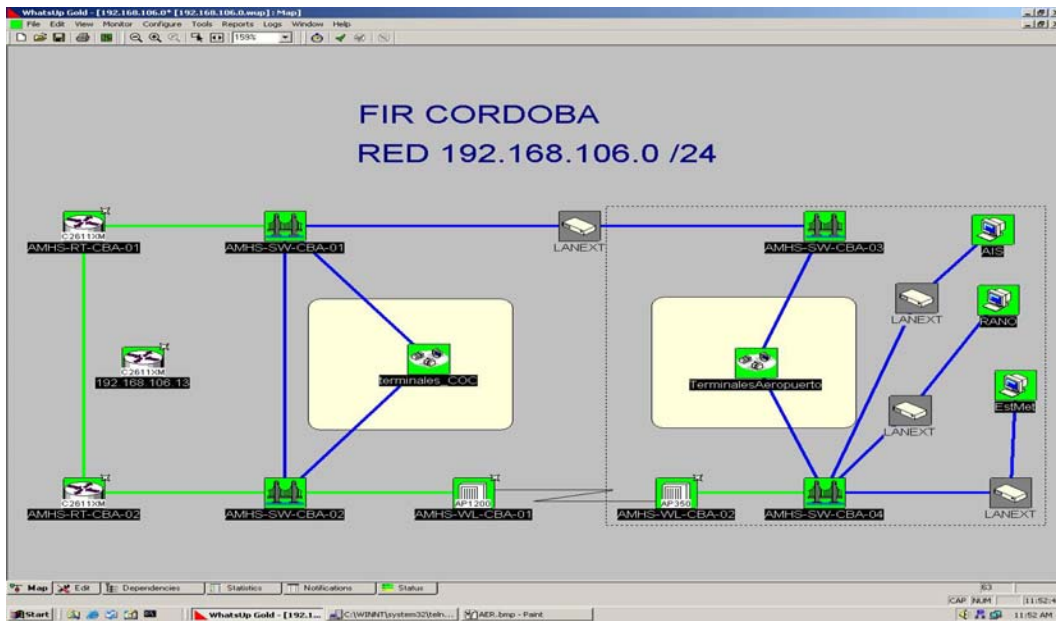 WhatsUp Gold - [192.168.106.0* [192.168.106.0.wup] : Map]
File Edit View Monitor Configure Tools Reports Logs Window Help
159%
FIR CORDOBA
RED 192.168.106.0 /24
C2611XM
AMHS-RT-CBA-01
AMHS-SW-CBA-01
LANEXT
AMHS-SW-CBA-03
AIS
LANEXT
RANO
C2611XM
192.168.106.13
terminales_COC
TerminalesAeropuerto
EstMet
LANEXT
C2611XM
AMHS-RT-CBA-02
AMHS-SW-CBA-02
AP1200
AMHS-WL-CBA-01
AP350
AMHS-WL-CBA-02
AMHS-SW-CBA-04
LANEXT
Map Edit Dependencies Statistics Notifications Status
63
CAP NUM
Start
WhatsUp Gold - [192.1...
C:\WINNT\system32\teln...
AER.bmp - Paint
11:52 AM